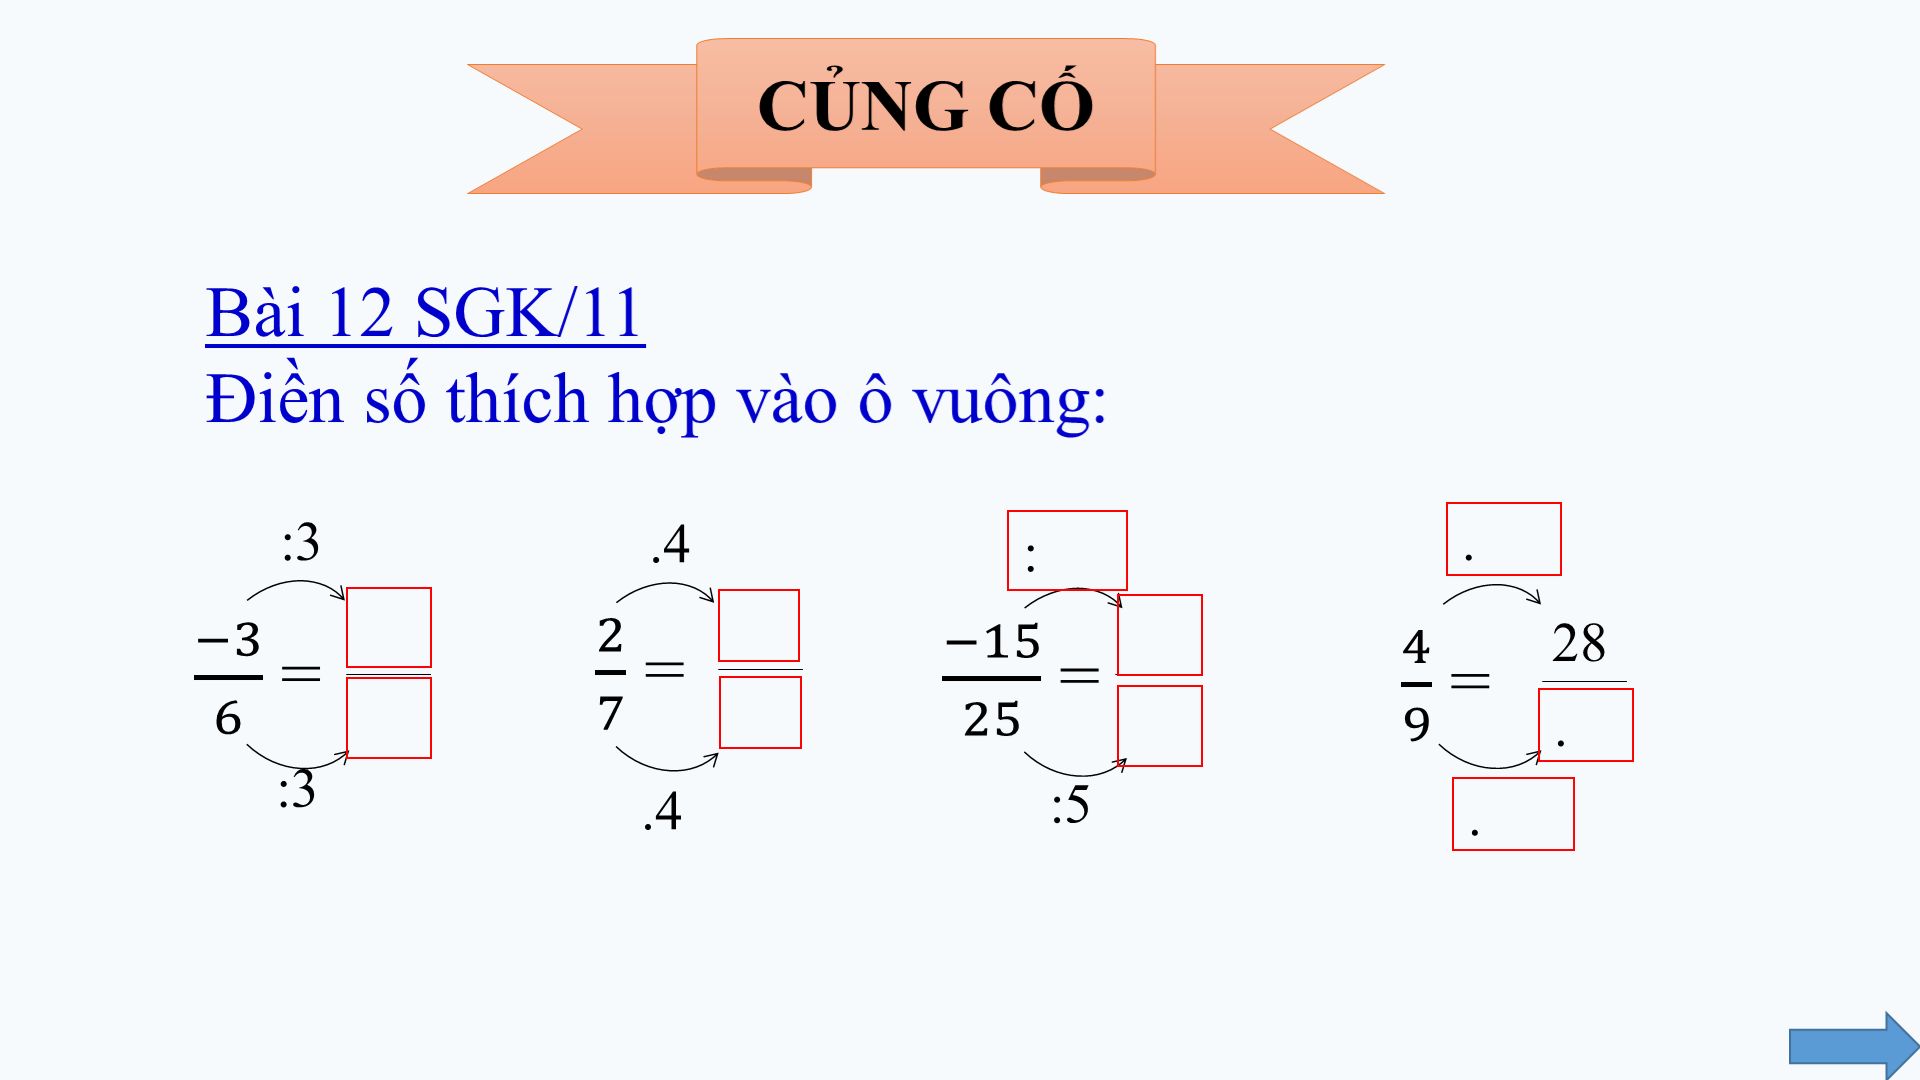 CỦNG CỐ
Bài 12 SGK/11
Điền số thích hợp vào ô vuông:
:3 .4 : .
−3/6 = 2/7 = −15/25 = 4/9 = 28/.
:3 .4 :5 .